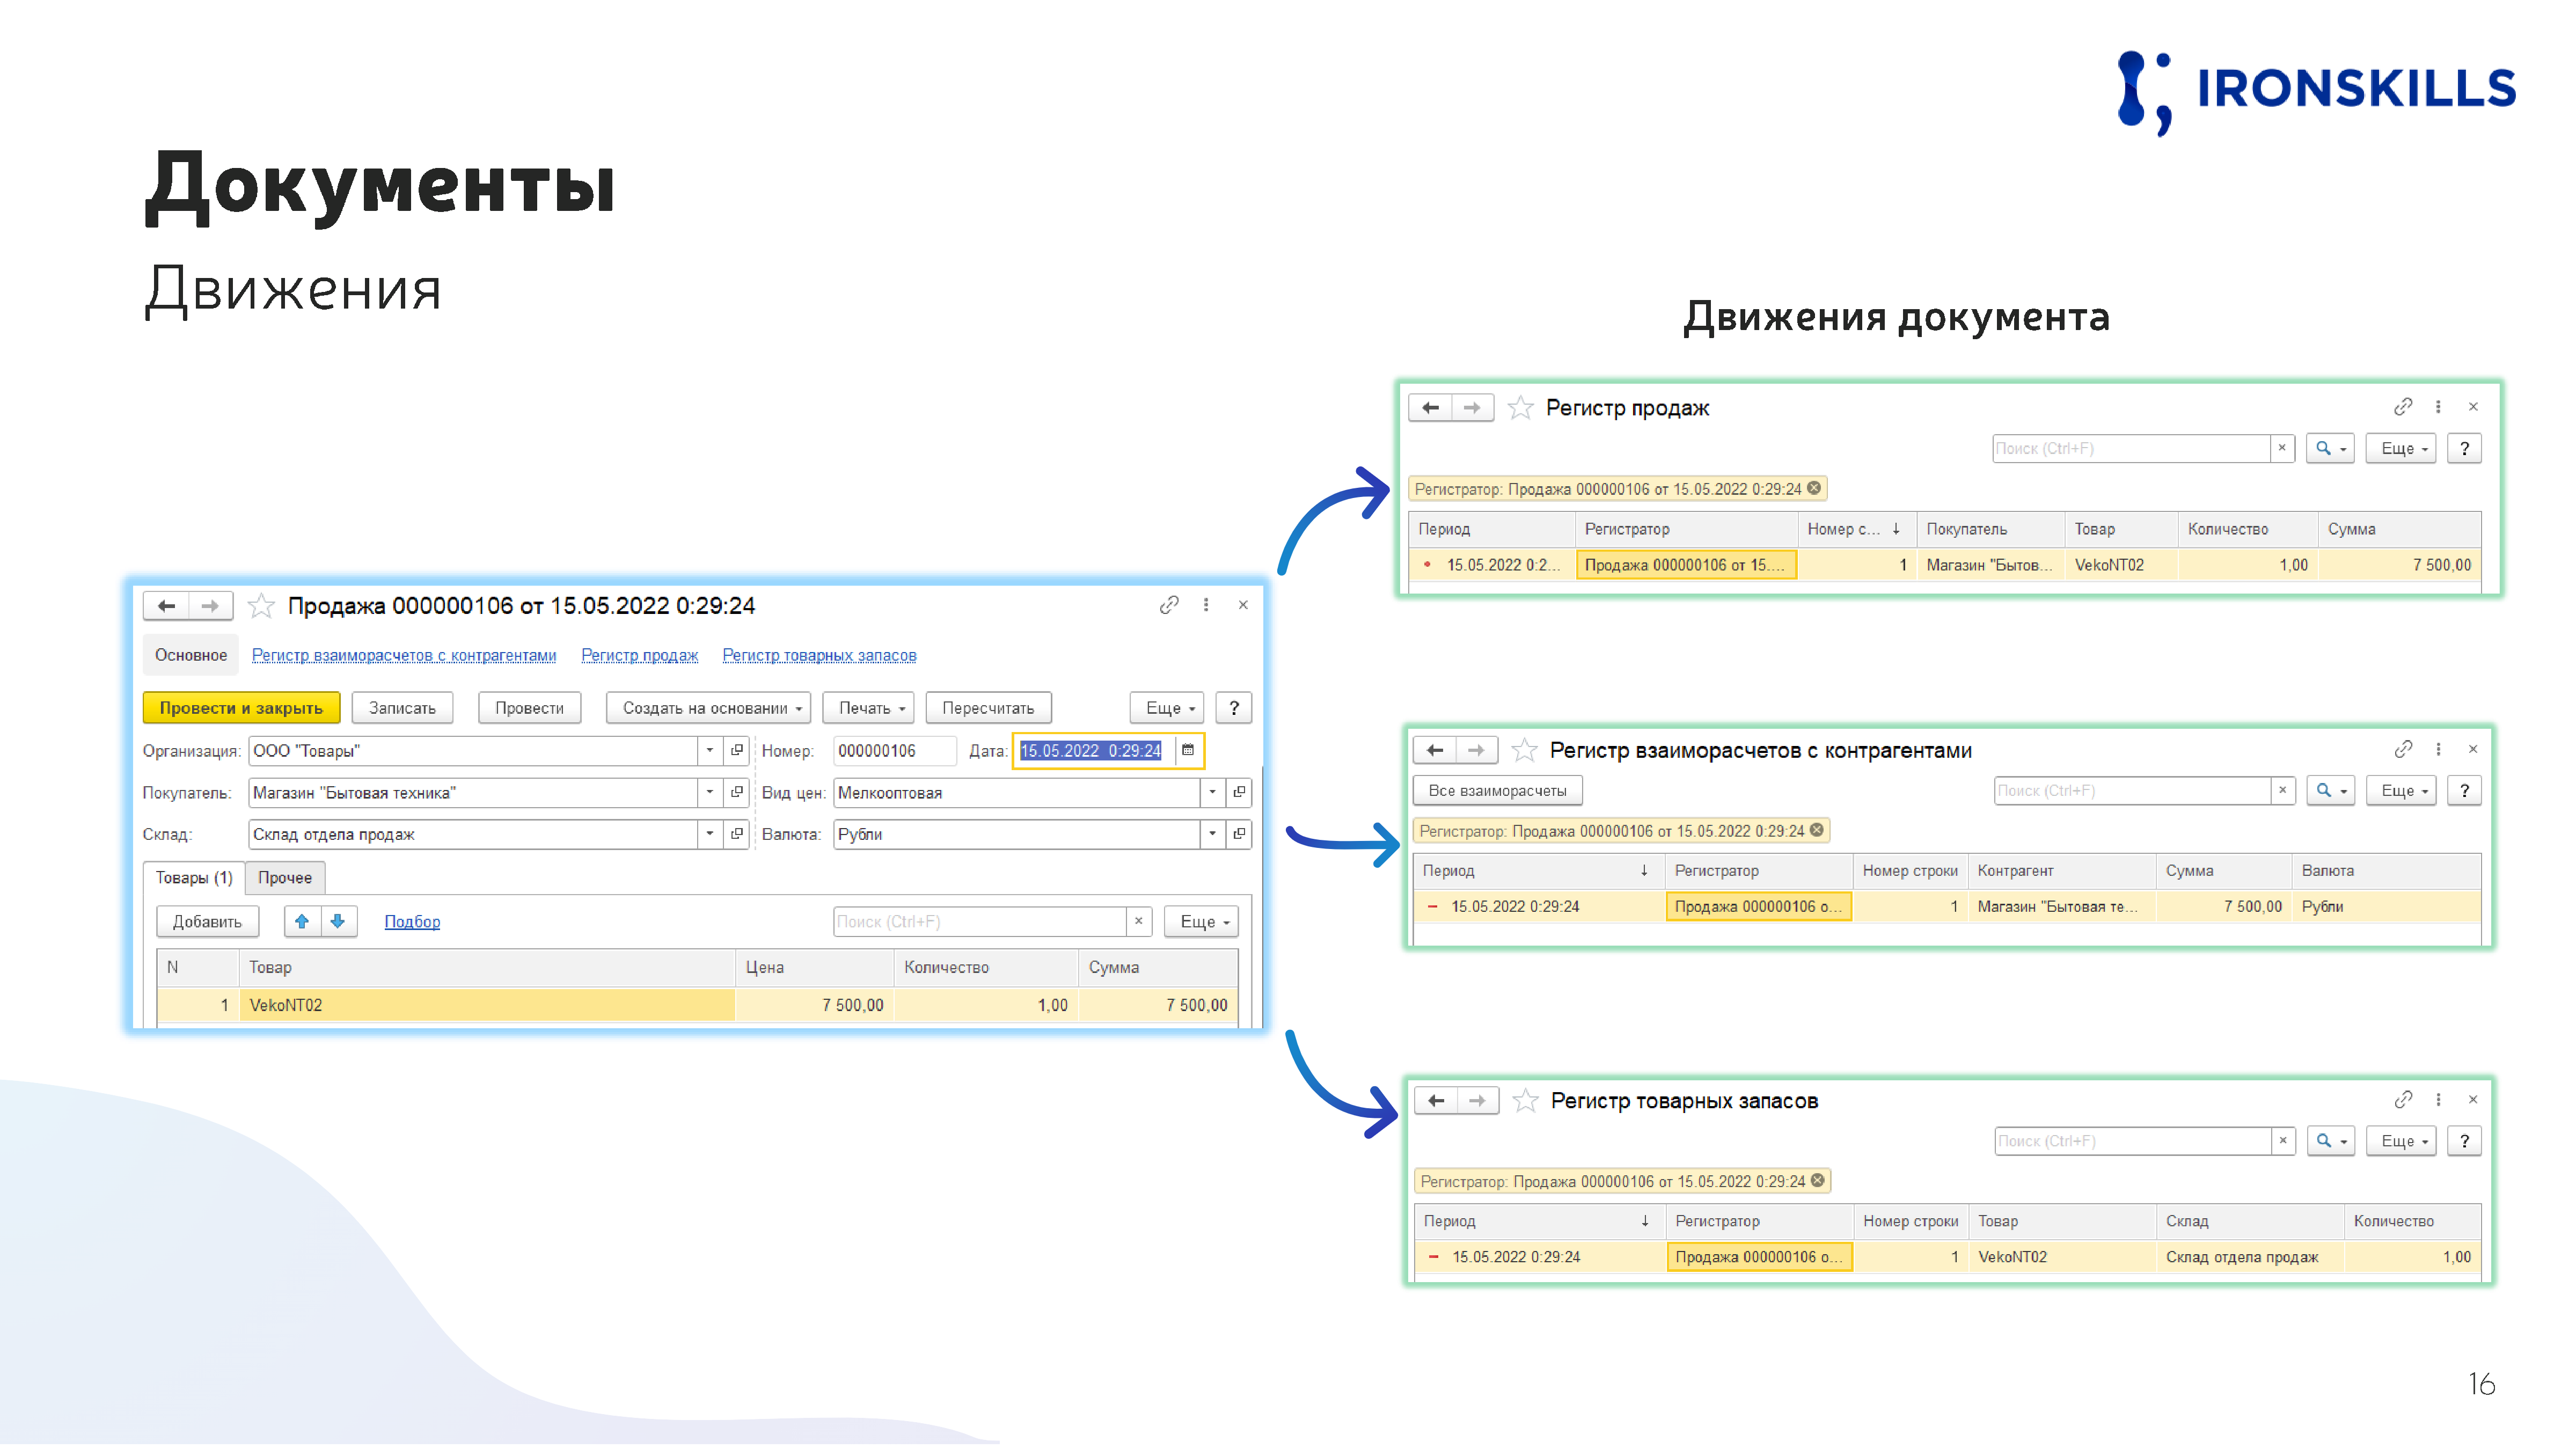 IRONSKILLS
Документы
Движения
Движения документа
Продажа 000000106 от 15.05.2022 0:29:24
Основное Регистр взаиморасчетов с контрагентами Регистр продаж Регистр товарных запасов
Провести и закрыть Записать Провести Создать на основании Печать Пересчитать Еще ?
Организация: ООО "Товары" Номер: 000000106 Дата: 15.05.2022 0:29:24
Покупатель: Магазин "Бытовая техника" Вид цен: Мелкооптовая
Склад: Склад отдела продаж Валюта: Рубли
Товары (1) Прочее
Добавить Подбор Поиск (Ctrl+F) × Еще
N Товар Цена Количество Сумма
1 VekoNT02 7 500,00 1,00 7 500,00
Регистр продаж
Поиск (Ctrl+F) × Еще ?
Регистратор: Продажа 000000106 от 15.05.2022 0:29:24
Период Регистратор Номер с... ↓ Покупатель Товар Количество Сумма
15.05.2022 0:2... Продажа 000000106 от 15.... 1 Магазин "Бытов... VekoNT02 1,00 7 500,00
Регистр взаиморасчетов с контрагентами
Все взаиморасчеты Поиск (Ctrl+F) × Еще ?
Регистратор: Продажа 000000106 от 15.05.2022 0:29:24
Период ↓ Регистратор Номер строки Контрагент Сумма Валюта
15.05.2022 0:29:24 Продажа 000000106 о... 1 Магазин "Бытовая те... 7 500,00 Рубли
Регистр товарных запасов
Поиск (Ctrl+F) × Еще ?
Регистратор: Продажа 000000106 от 15.05.2022 0:29:24
Период ↓ Регистратор Номер строки Товар Склад Количество
15.05.2022 0:29:24 Продажа 000000106 о... 1 VekoNT02 Склад отдела продаж 1,00
16